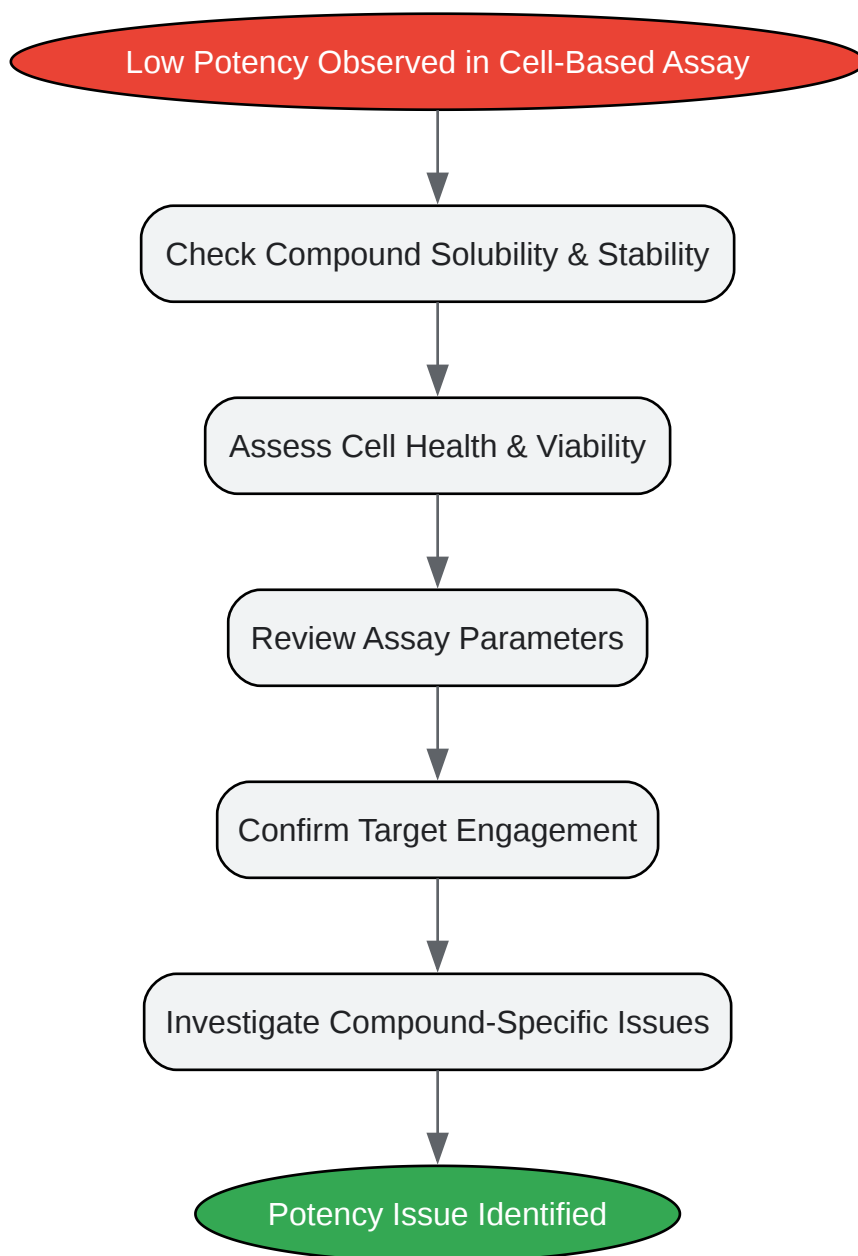 Low Potency Observed in Cell-Based Assay
Check Compound Solubility & Stability
Assess Cell Health & Viability
Review Assay Parameters
Confirm Target Engagement
Investigate Compound-Specific Issues
Potency Issue Identified